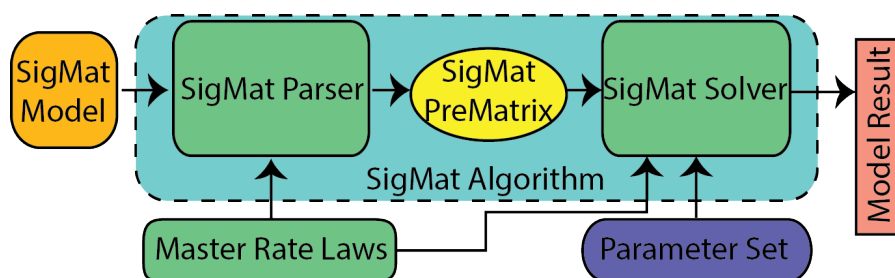 SigMat
Model
SigMat Parser
SigMat
PreMatrix
SigMat Solver
Model Result
SigMat Algorithm
Master Rate Laws
Parameter Set